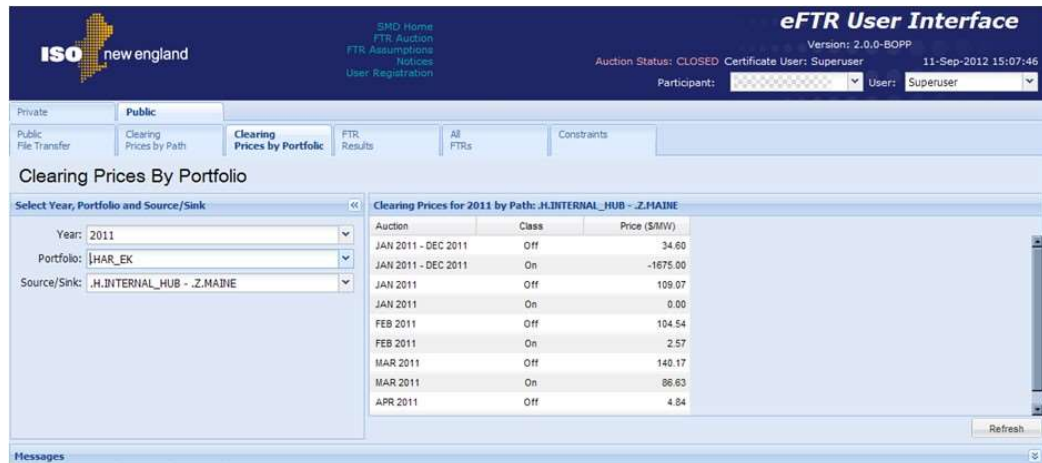 ISO new england
SMD Home
FTR Auction
FTR Assumptions
Notices
User Registration
eFTR User Interface
Version: 2.0.0-BOPP
Auction Status: CLOSED Certificate User: Superuser 11-Sep-2012 15:07:46
Participant: User: Superuser
Private Public
Public File Transfer
Clearing Prices by Path
Clearing Prices by Portfolio
FTR Results
All FTRs
Constraints
Clearing Prices By Portfolio
Select Year, Portfolio and Source/Sink
Year: 2011
Portfolio: .HAR_EK
Source/Sink: .H.INTERNAL_HUB - .Z.MAINE
Clearing Prices for 2011 by Path: .H.INTERNAL_HUB - .Z.MAINE
Auction Class Price ($/MW)
JAN 2011 - DEC 2011 Off 34.60
JAN 2011 - DEC 2011 On -1675.00
JAN 2011 Off 109.07
JAN 2011 On 0.00
FEB 2011 Off 104.54
FEB 2011 On 2.57
MAR 2011 Off 140.17
MAR 2011 On 86.63
APR 2011 Off 4.84
Refresh
Messages